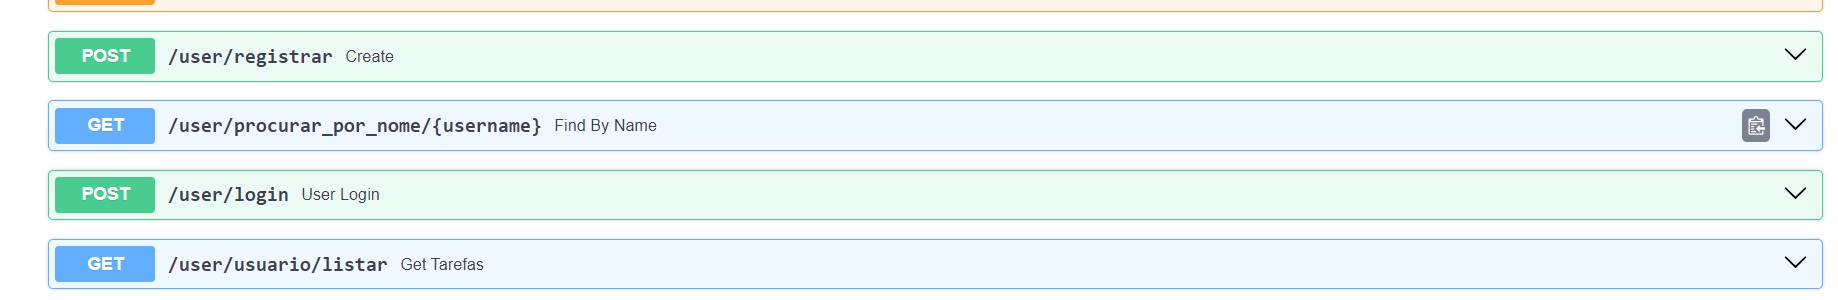 POST /user/registrar Create
GET /user/procurar_por_nome/{username} Find By Name
POST /user/login User Login
GET /user/usuario/listar Get Tarefas